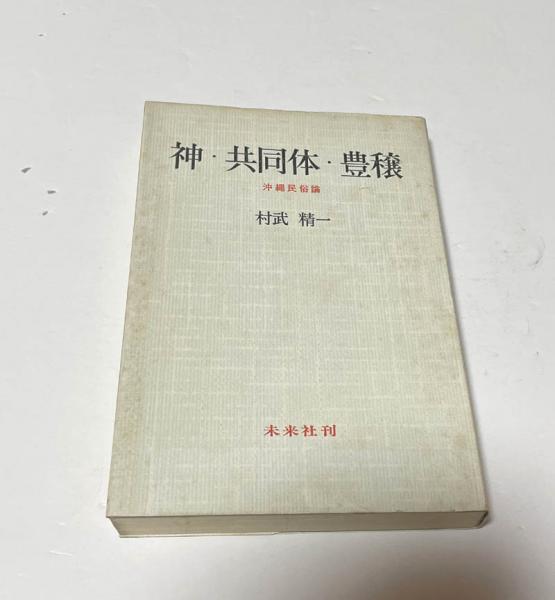 神・共同体・豊穣
沖縄民俗論
村武 精一
未来社刊